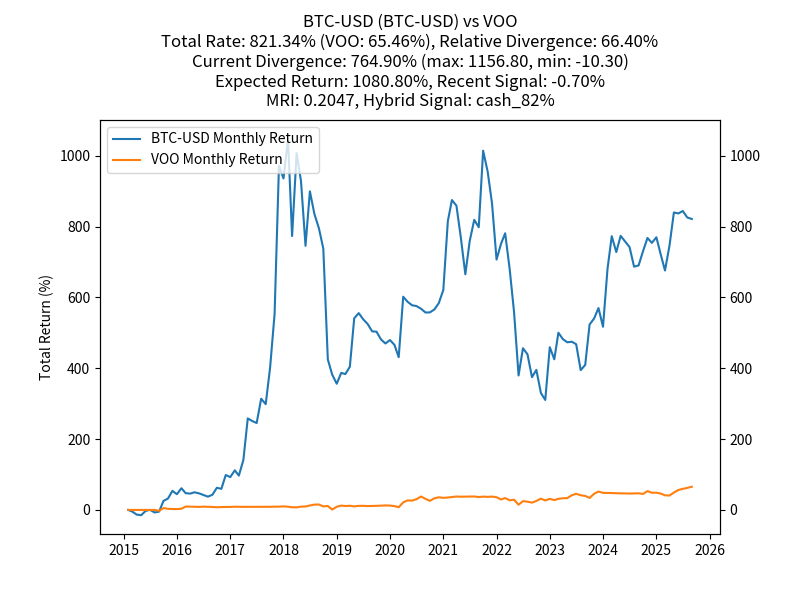 BTC-USD (BTC-USD) vs VOO
Total Rate: 821.34% (VOO: 65.46%), Relative Divergence: 66.40%
Current Divergence: 764.90% (max: 1156.80, min: -10.30)
Expected Return: 1080.80%, Recent Signal: -0.70%
MRI: 0.2047, Hybrid Signal: cash_82%
BTC-USD Monthly Return
VOO Monthly Return
Total Return (%)
1000
800
600
400
200
0
1000
800
600
400
200
0
2015 2016 2017 2018 2019 2020 2021 2022 2023 2024 2025 2026